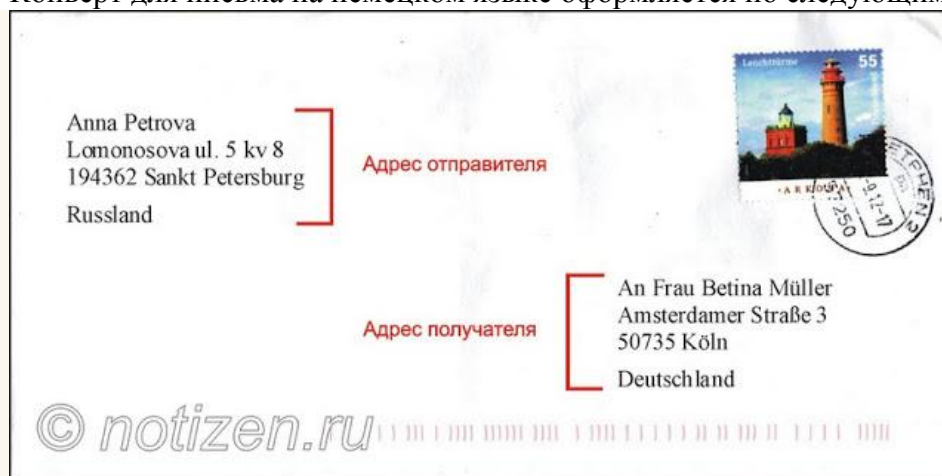 Конверт для письма на немецком языке оформляется по следующим
Leuchttürme 55
Anna Petrova
Lomonosova ul. 5 kv 8
194362 Sankt Petersburg
Russland
Адрес отправителя
An Frau Betina Müller
Amsterdamer Straße 3
50735 Köln
Deutschland
Адрес получателя
© notizen.ru